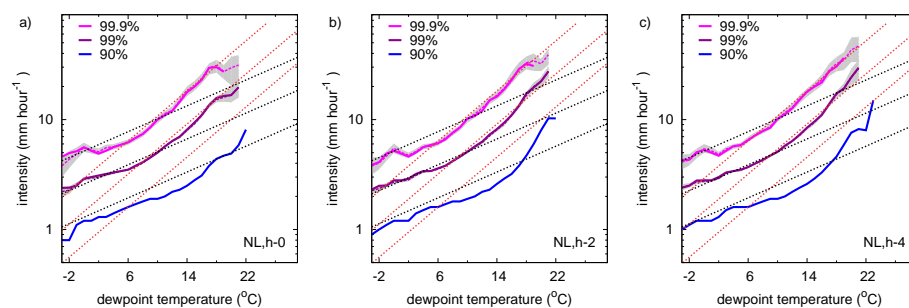 a)
99.9%
99%
90%
intensity (mm hour⁻¹)
10
1
NL,h-0
-2 6 14 22
dewpoint temperature (°C)
b)
99.9%
99%
90%
intensity (mm hour⁻¹)
10
1
NL,h-2
-2 6 14 22
dewpoint temperature (°C)
c)
99.9%
99%
90%
intensity (mm hour⁻¹)
10
1
NL,h-4
-2 6 14 22
dewpoint temperature (°C)